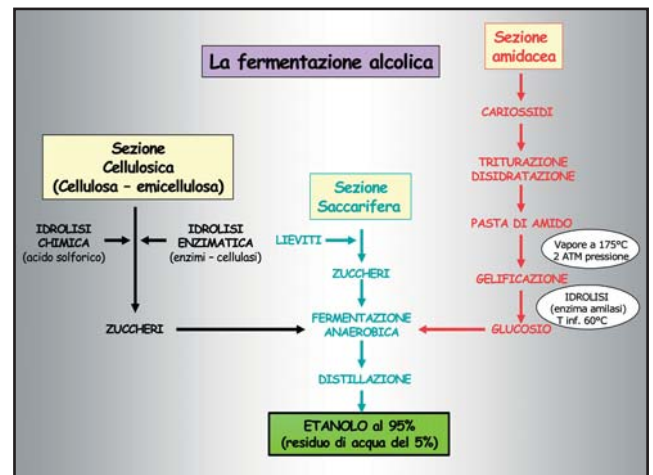 La fermentazione alcolica
Sezione
Cellulosica
(Cellulosa – emicellulosa)
IDROLISI
CHIMICA
(acido solforico)
IDROLISI
ENZIMATICA
(enzimi – cellulasi)
ZUCCHERI
Sezione
Saccarifera
LIEVITI
ZUCCHERI
FERMENTAZIONE
ANAEROBICA
DISTILLAZIONE
ETANOLO al 95%
(residuo di acqua del 5%)
Sezione
amidacea
CARIOSSIDI
TRITURAZIONE
DISIDRATAZIONE
PASTA DI AMIDO
Vapore a 175°C
2 ATM pressione
GELIFICAZIONE
IDROLISI
(enzima amilasi)
T inf. 60°C
GLUCOSIO